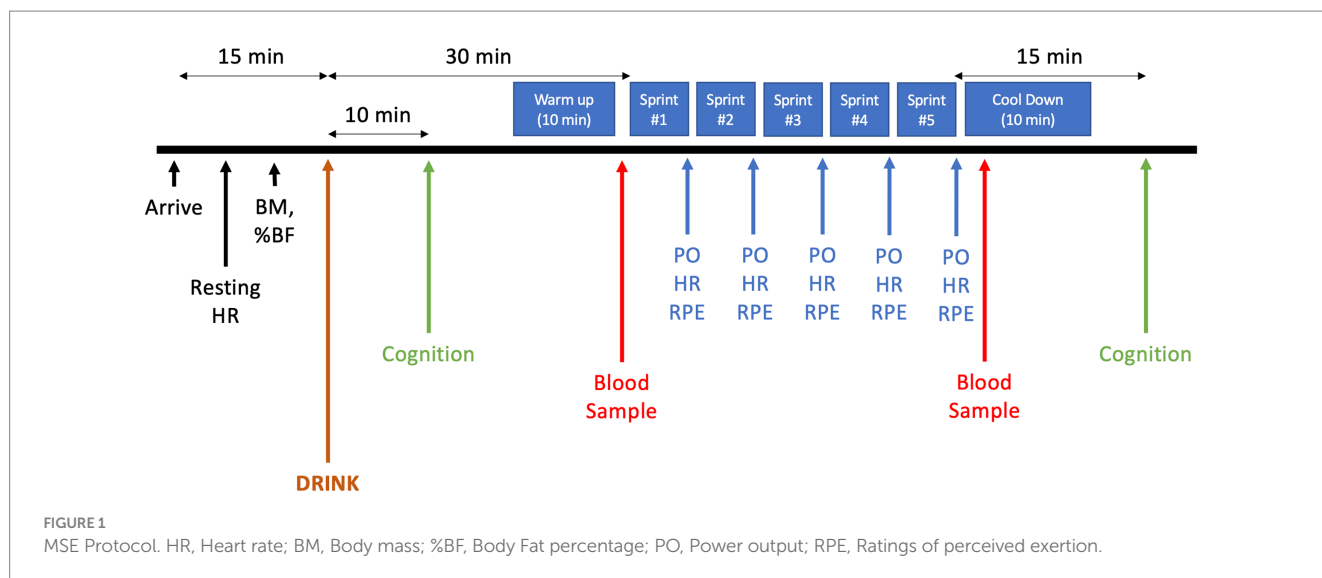 15 min
30 min
15 min
10 min
Warm up
(10 min)
Sprint
#1
Sprint
#2
Sprint
#3
Sprint
#4
Sprint
#5
Cool Down
(10 min)
Arrive
Resting
HR
BM,
%BF
DRINK
Cognition
Blood
Sample
PO
HR
RPE
PO
HR
RPE
PO
HR
RPE
PO
HR
RPE
PO
HR
RPE
Blood
Sample
Cognition
FIGURE 1
MSE Protocol. HR, Heart rate; BM, Body mass; %BF, Body Fat percentage; PO, Power output; RPE, Ratings of perceived exertion.